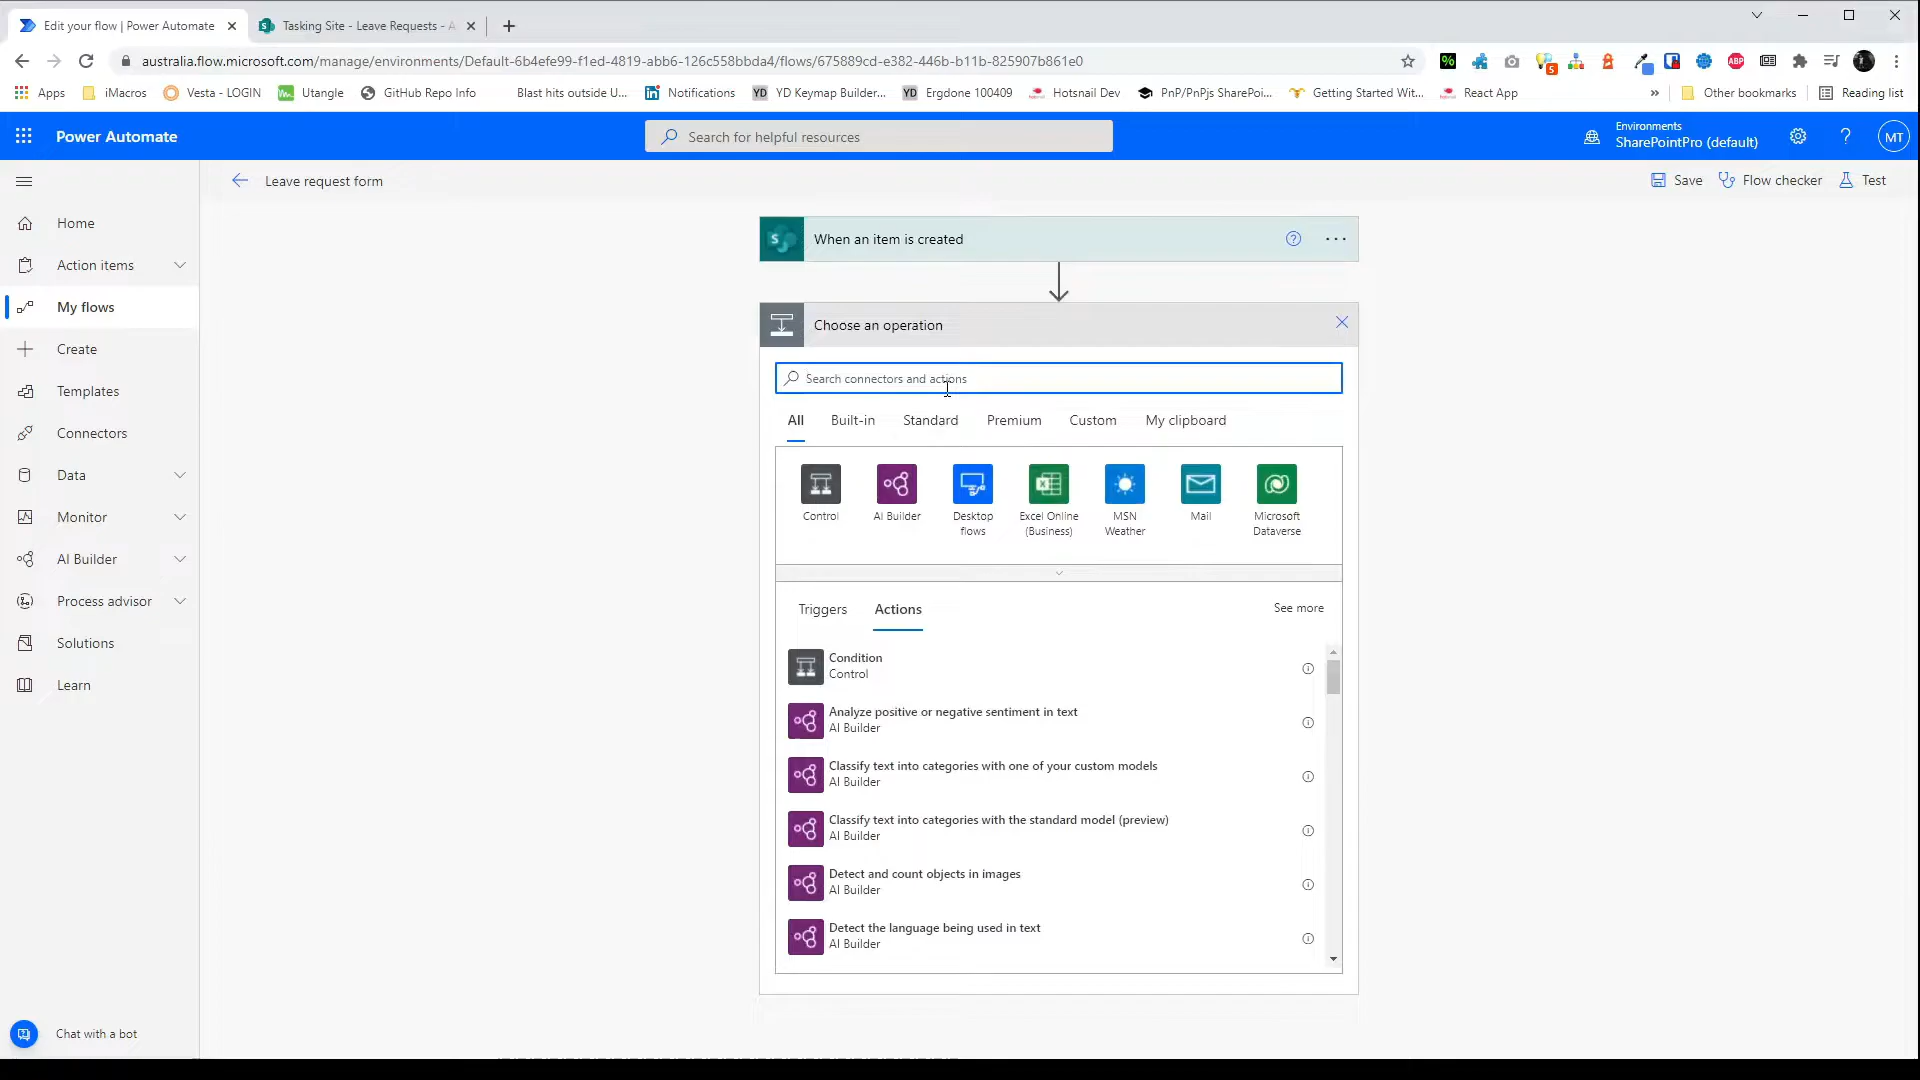 Edit your flow | Power Automate
Tasking Site - Leave Requests - A
australia.flow.microsoft.com/manage/environments/Default-6b4efe99-f1ed-4819-abb6-126c558bbda4/flows/675889cd-e382-446b-b11b-825907b861e0
Apps
iMacros
Vesta - LOGIN
Utangle
GitHub Repo Info
Blast hits outside U...
Notifications
YD YD Keymap Builder...
YD Ergdone 100409
Hotsnail Dev
PnP/PnPjs SharePoi...
Getting Started Wit...
React App
»
Other bookmarks
Reading list
Power Automate
Search for helpful resources
Environments
SharePointPro (default)
MT
Leave request form
Save
Flow checker
Test
Home
Action items
My flows
Create
Templates
Connectors
Data
Monitor
AI Builder
Process advisor
Solutions
Learn
Chat with a bot
When an item is created
Choose an operation
Search connectors and actions
All
Built-in
Standard
Premium
Custom
My clipboard
Control
AI Builder
Desktop flows
Excel Online (Business)
MSN Weather
Mail
Microsoft Dataverse
Triggers
Actions
See more
Condition
Control
Analyze positive or negative sentiment in text
AI Builder
Classify text into categories with one of your custom models
AI Builder
Classify text into categories with the standard model (preview)
AI Builder
Detect and count objects in images
AI Builder
Detect the language being used in text
AI Builder